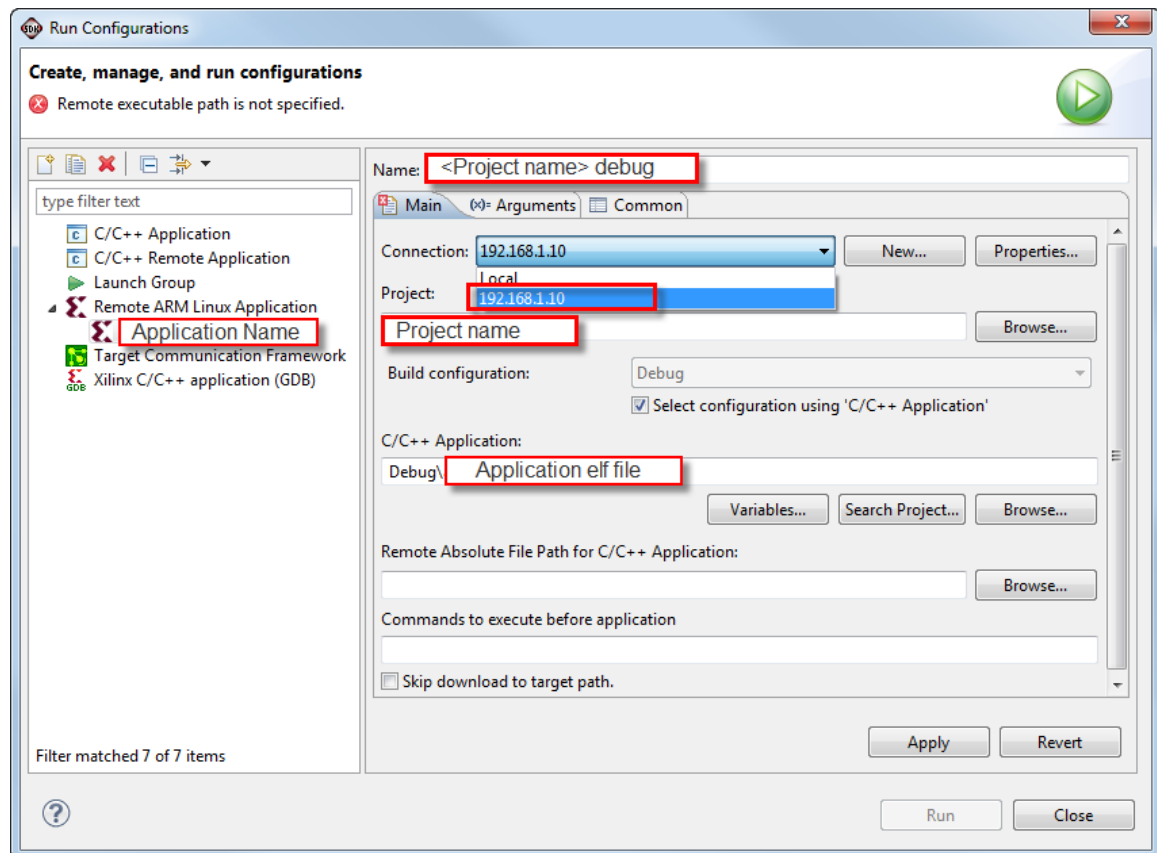 SDK Run Configurations
Create, manage, and run configurations
Remote executable path is not specified.
type filter text
C/C++ Application
C/C++ Remote Application
Launch Group
Remote ARM Linux Application
Application Name
Target Communication Framework
GDB Xilinx C/C++ application (GDB)
Filter matched 7 of 7 items
Name: <Project name> debug
Main (x)= Arguments Common
Connection: 192.168.1.10 New... Properties...
Local
Project: 192.168.1.10
Project name Browse...
Build configuration: Debug
Select configuration using 'C/C++ Application'
C/C++ Application:
Debug\ Application elf file
Variables... Search Project... Browse...
Remote Absolute File Path for C/C++ Application:
Browse...
Commands to execute before application
Skip download to target path.
Apply Revert
? Run Close